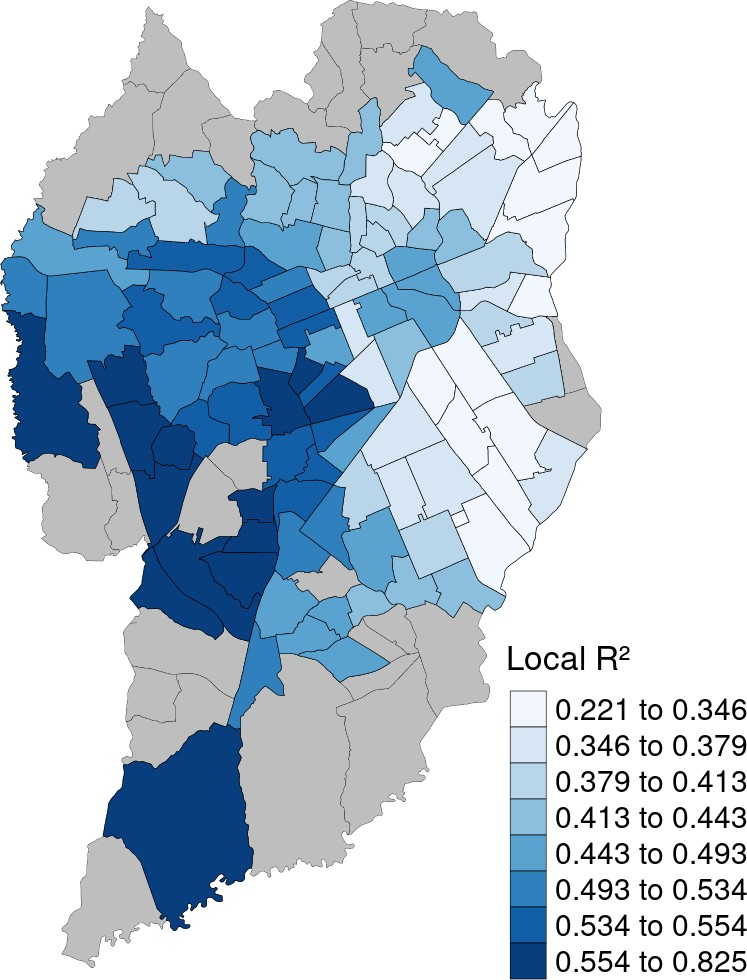 Local R²
0.221 to 0.346
0.346 to 0.379
0.379 to 0.413
0.413 to 0.443
0.443 to 0.493
0.493 to 0.534
0.534 to 0.554
0.554 to 0.825